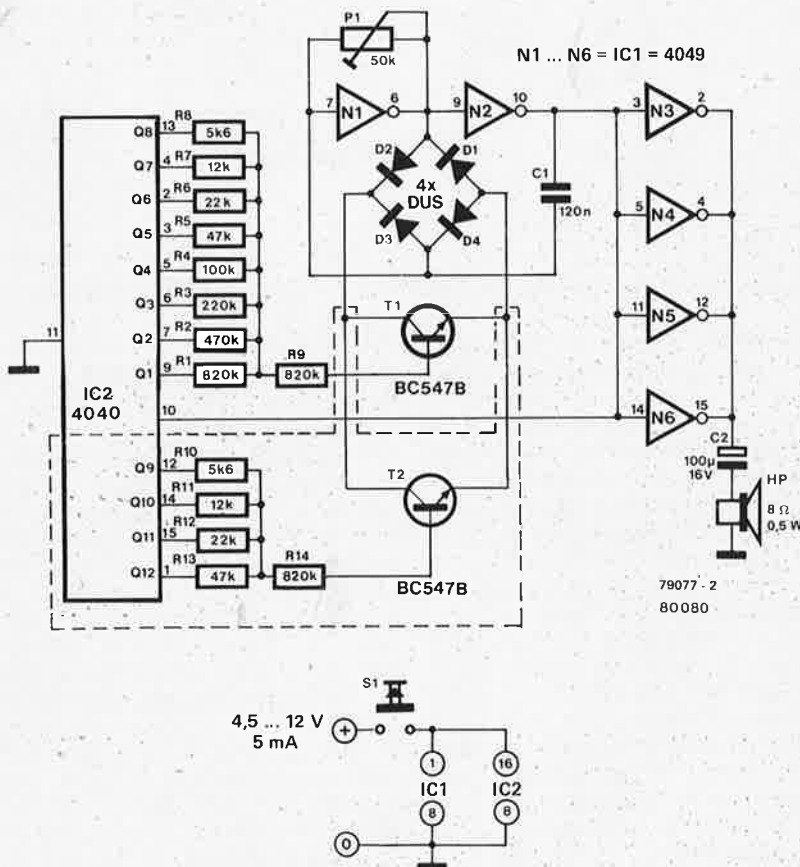 P1
50k
N1 ... N6 = IC1 = 4049
7 N1 6
9 N2 10
3 N3 2
R8
Q8 13 5k6
R7
Q7 4 12k
R6
Q6 2 22k
R5
Q5 3 47k
R4
Q4 5 100k
R3
Q3 6 220k
R2
Q2 7 470k
R1
Q1 9 820k
R9
820k
D2 D1
4x
DUS
D3 D4
C1
120n
5 N4 4
T1
BC547B
11 N5 12
11
IC2
4040
10
14 N6 15
R10
Q9 12 5k6
R11
Q10 14 12k
R12
Q11 15 22k
R13
Q12 1 47k
R14
820k
T2
BC547B
C2
100µ
16V
HP
8 Ω
0,5 W
79077 - 2
80080
S1
4,5 ... 12 V
5 mA
+
1 16
IC1 IC2
8 8
0